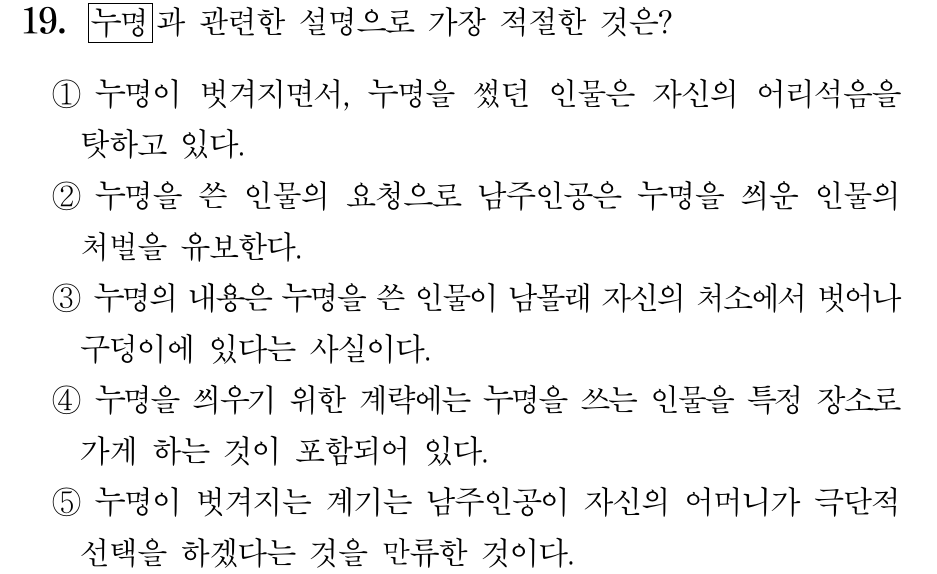 19. 누명과 관련한 설명으로 가장 적절한 것은?
① 누명이 벗겨지면서, 누명을 썼던 인물은 자신의 어리석음을
탓하고 있다.
② 누명을 쓴 인물의 요청으로 남주인공은 누명을 씌운 인물의
처벌을 유보한다.
③ 누명의 내용은 누명을 쓴 인물이 남몰래 자신의 처소에서 벗어나
구덩이에 있다는 사실이다.
④ 누명을 씌우기 위한 계략에는 누명을 쓰는 인물을 특정 장소로
가게 하는 것이 포함되어 있다.
⑤ 누명이 벗겨지는 계기는 남주인공이 자신의 어머니가 극단적
선택을 하겠다는 것을 만류한 것이다.